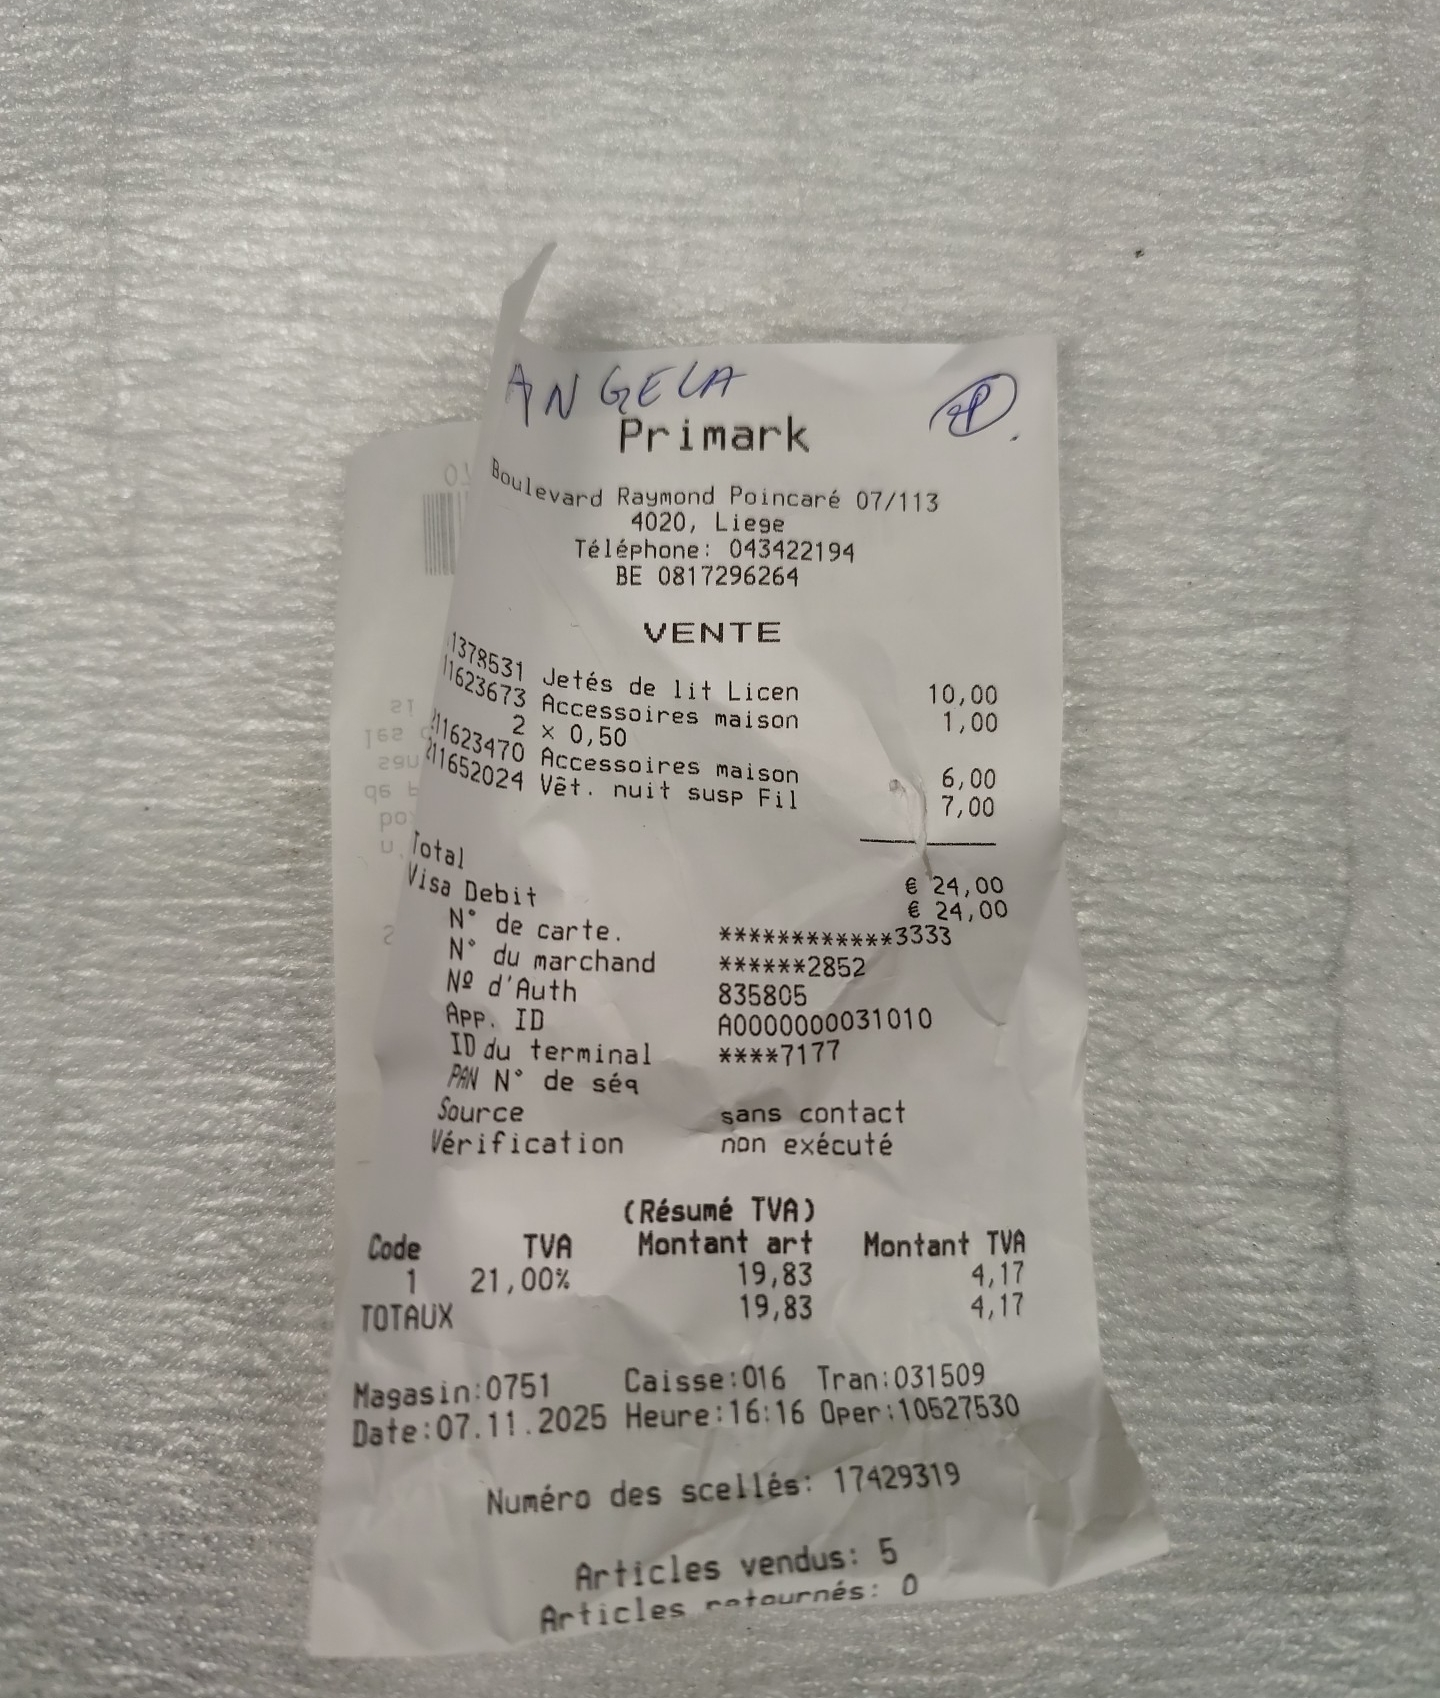 ANGELA
Primark
Boulevard Raymond Poincaré 07/113
4020, Liege
Téléphone: 043422194
BE 0817296264
VENTE
1378531 Jetés de lit Licen 10,00
11623673 Accessoires maison 1,00
2 x 0,50
211623470 Accessoires maison 6,00
211652024 Vêt. nuit susp Fil 7,00
Total € 24,00
Visa Debit € 24,00
N° de carte. ************3333
N° du marchand ******2852
Nº d'Auth 835805
App. ID A0000000031010
ID du terminal ****7177
PAN N° de séq
Source sans contact
Vérification non exécuté
(Résumé TVA)
Code TVA Montant art Montant TVA
1 21,00% 19,83 4,17
TOTAUX 19,83 4,17
Magasin:0751 Caisse:016 Tran:031509
Date:07.11.2025 Heure:16:16 Oper:10527530
Numéro des scellés: 17429319
Articles vendus: 5
Articles retournés: 0